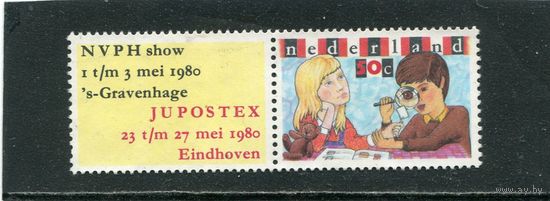 NVPH show
1 t/m 3 mei 1980
's-Gravenhage
JUPOSTEX
23 t/m 27 mei 1980
Eindhoven
nederland
50c
www.ay.by